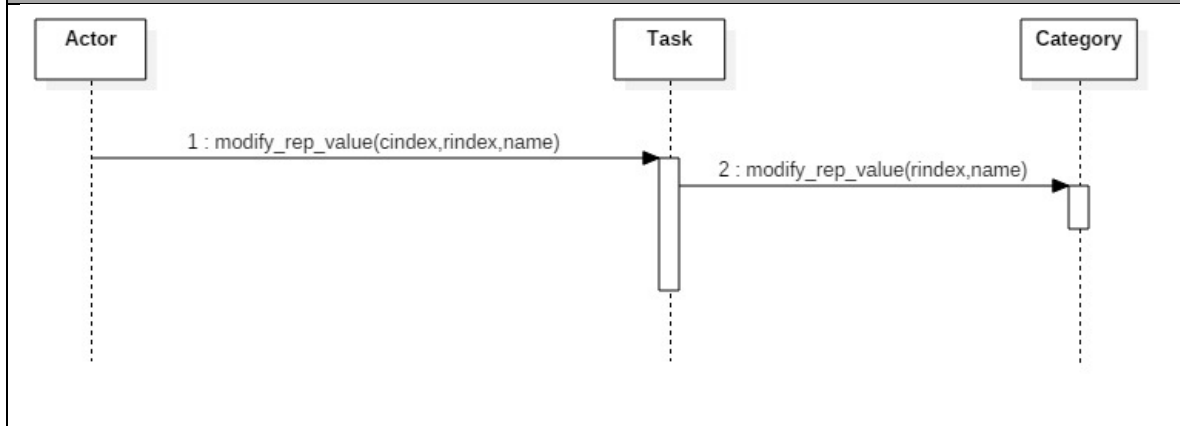 Actor
Task
Category
1 : modify_rep_value(cindex,rindex,name)
2 : modify_rep_value(rindex,name)